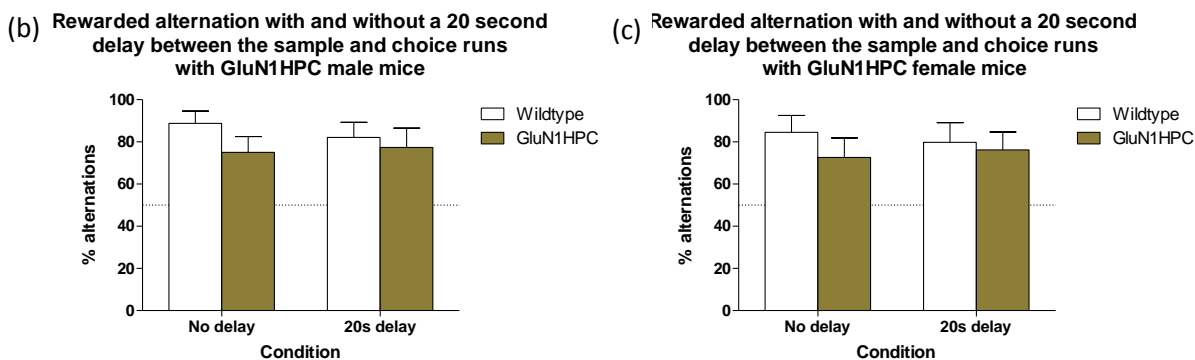 (b)
Rewarded alternation with and without a 20 second
delay between the sample and choice runs
with GluN1HPC male mice
100
80
60
40
20
0
% alternations
No delay
20s delay
Condition
Wildtype
GluN1HPC
(c)
Rewarded alternation with and without a 20 second
delay between the sample and choice runs
with GluN1HPC female mice
100
80
60
40
20
0
% alternations
No delay
20s delay
Condition
Wildtype
GluN1HPC